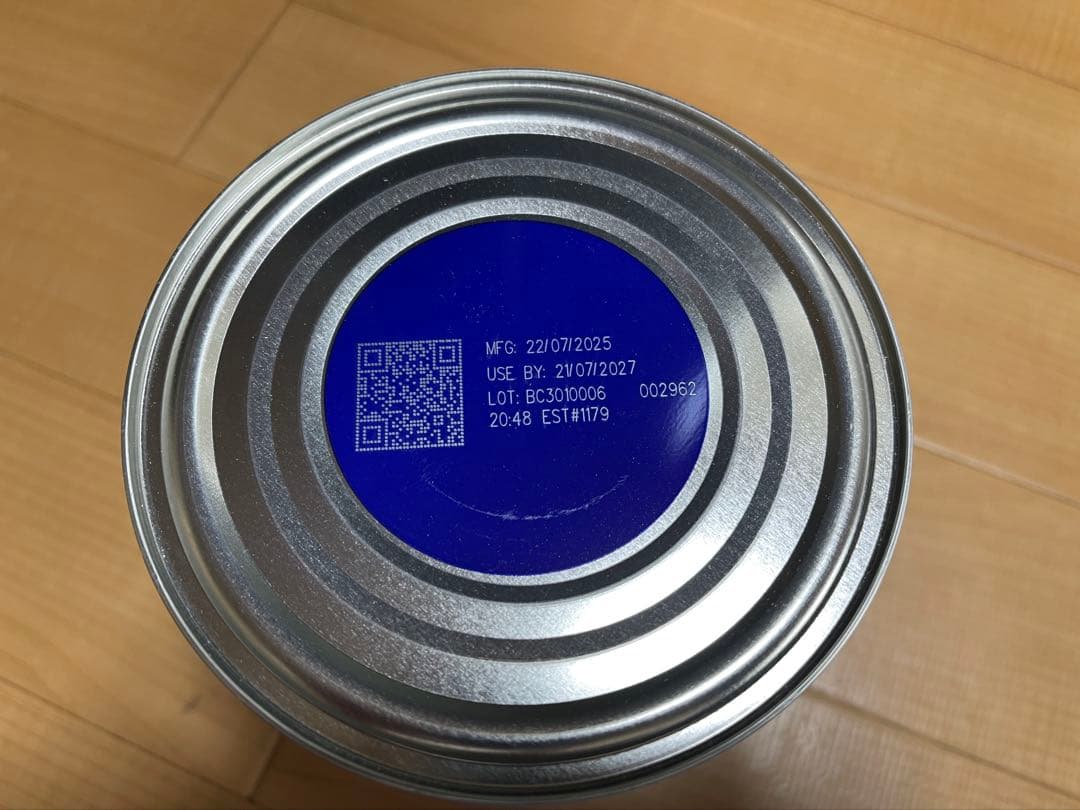 MFG: 22/07/2025
USE BY: 21/07/2027
LOT: BC3010006 002962
20:48 EST#1179